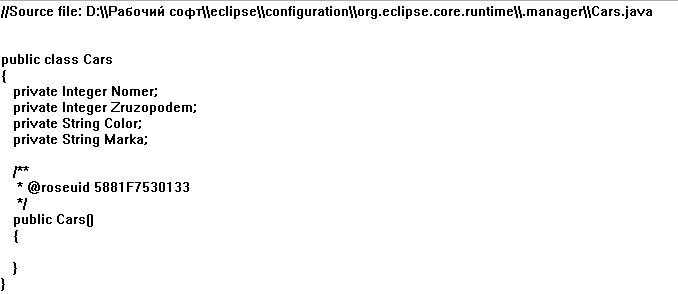 //Source file: D:\\Рабочий софт\\eclipse\\configuration\\org.eclipse.core.runtime\\.manager\\Cars.java
public class Cars
{
private Integer Nomer;
private Integer Zruzopodem;
private String Color;
private String Marka;
/**
* @roseuid 5881F7530133
*/
public Cars()
{
}
}